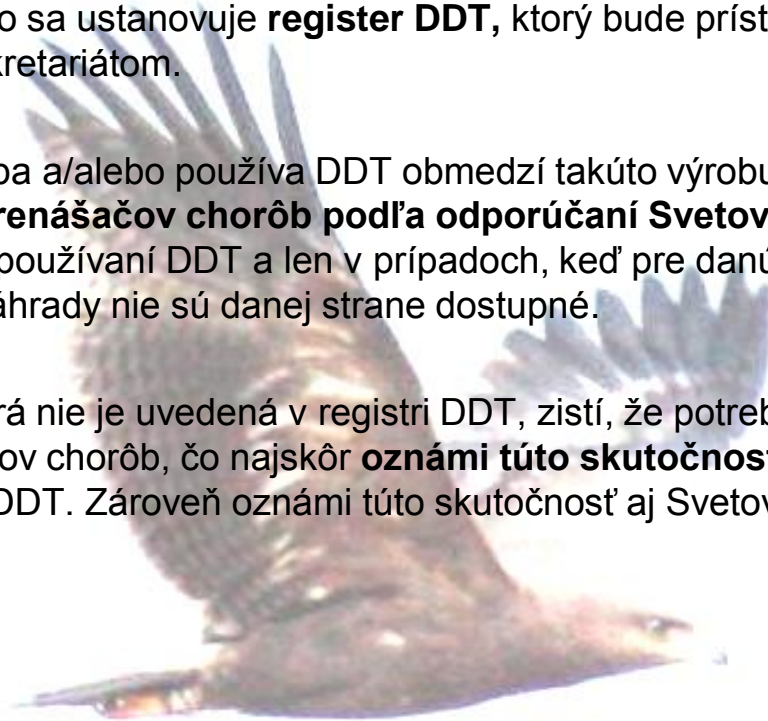 o sa ustanovuje register DDT, ktorý bude príst
kretariátom.
ba a/alebo používa DDT obmedzí takúto výrobu
renášačov chorôb podľa odporúčaní Svetov
používaní DDT a len v prípadoch, keď pre danú
áhrady nie sú danej strane dostupné.
rá nie je uvedená v registri DDT, zistí, že potreb
ov chorôb, čo najskôr oznámi túto skutočnosť
DDT. Zároveň oznámi túto skutočnosť aj Svetov